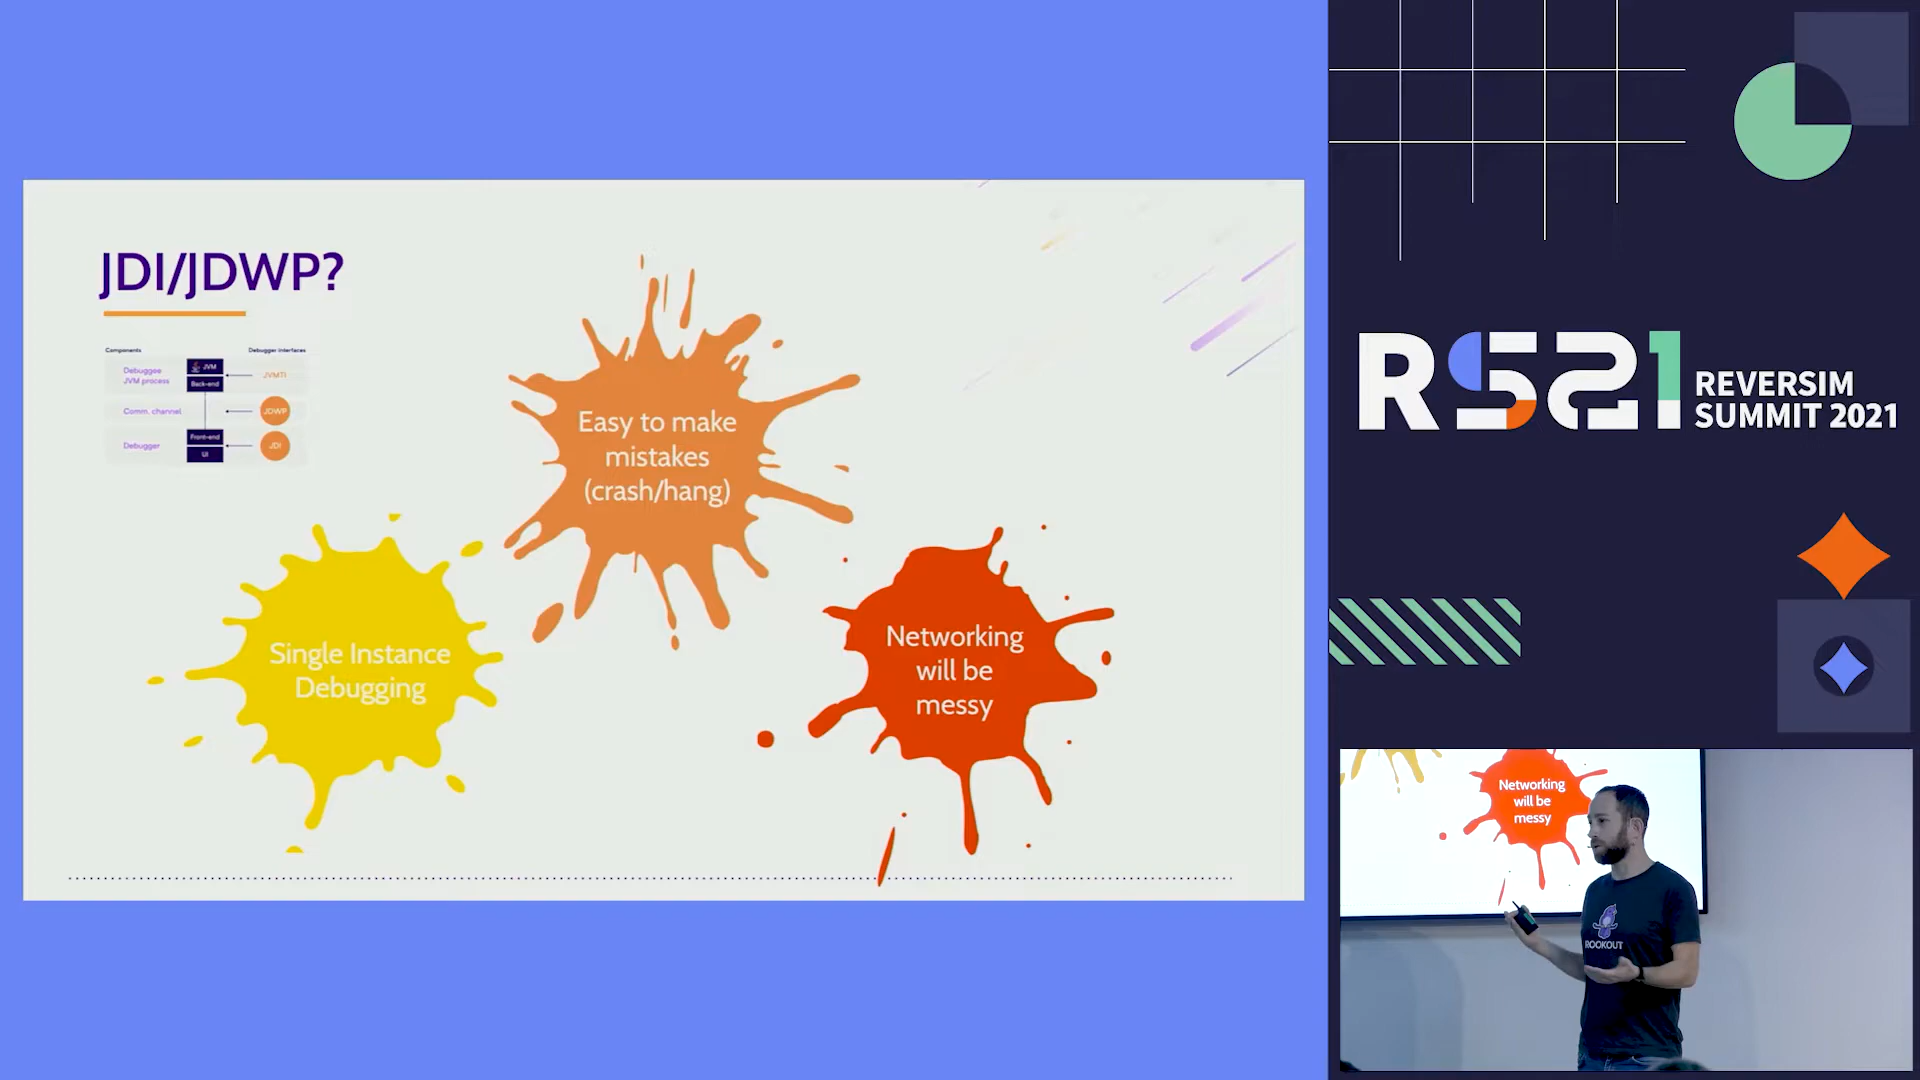 JDI/JDWP?
Components
Debugger interfaces
Debuggee
JVM process
JVM
Back-end
JVMTI
Comm. channel
JDWP
Debugger
Front-end
UI
JDI
Easy to make
mistakes
(crash/hang)
Single Instance
Debugging
Networking
will be
messy
RS21
REVERSIM
SUMMIT 2021
Networking
will be
messy
ROOKOUT